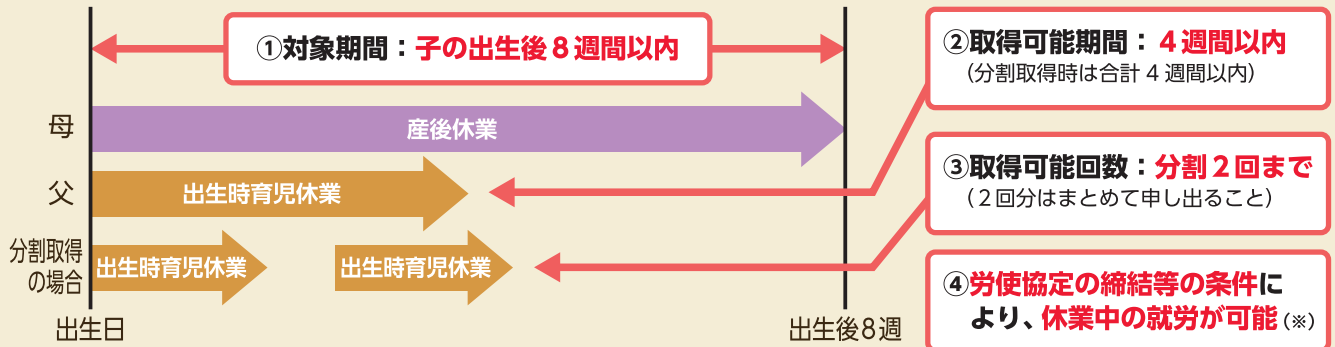 ①対象期間：子の出生後８週間以内
母
産後休業
父
出生時育児休業
分割取得
の場合
出生時育児休業
出生時育児休業
出生日
出生後８週
②取得可能期間：４週間以内
（分割取得時は合計４週間以内）
③取得可能回数：分割２回まで
（２回分はまとめて申し出ること）
④労使協定の締結等の条件に
より、休業中の就労が可能（※）